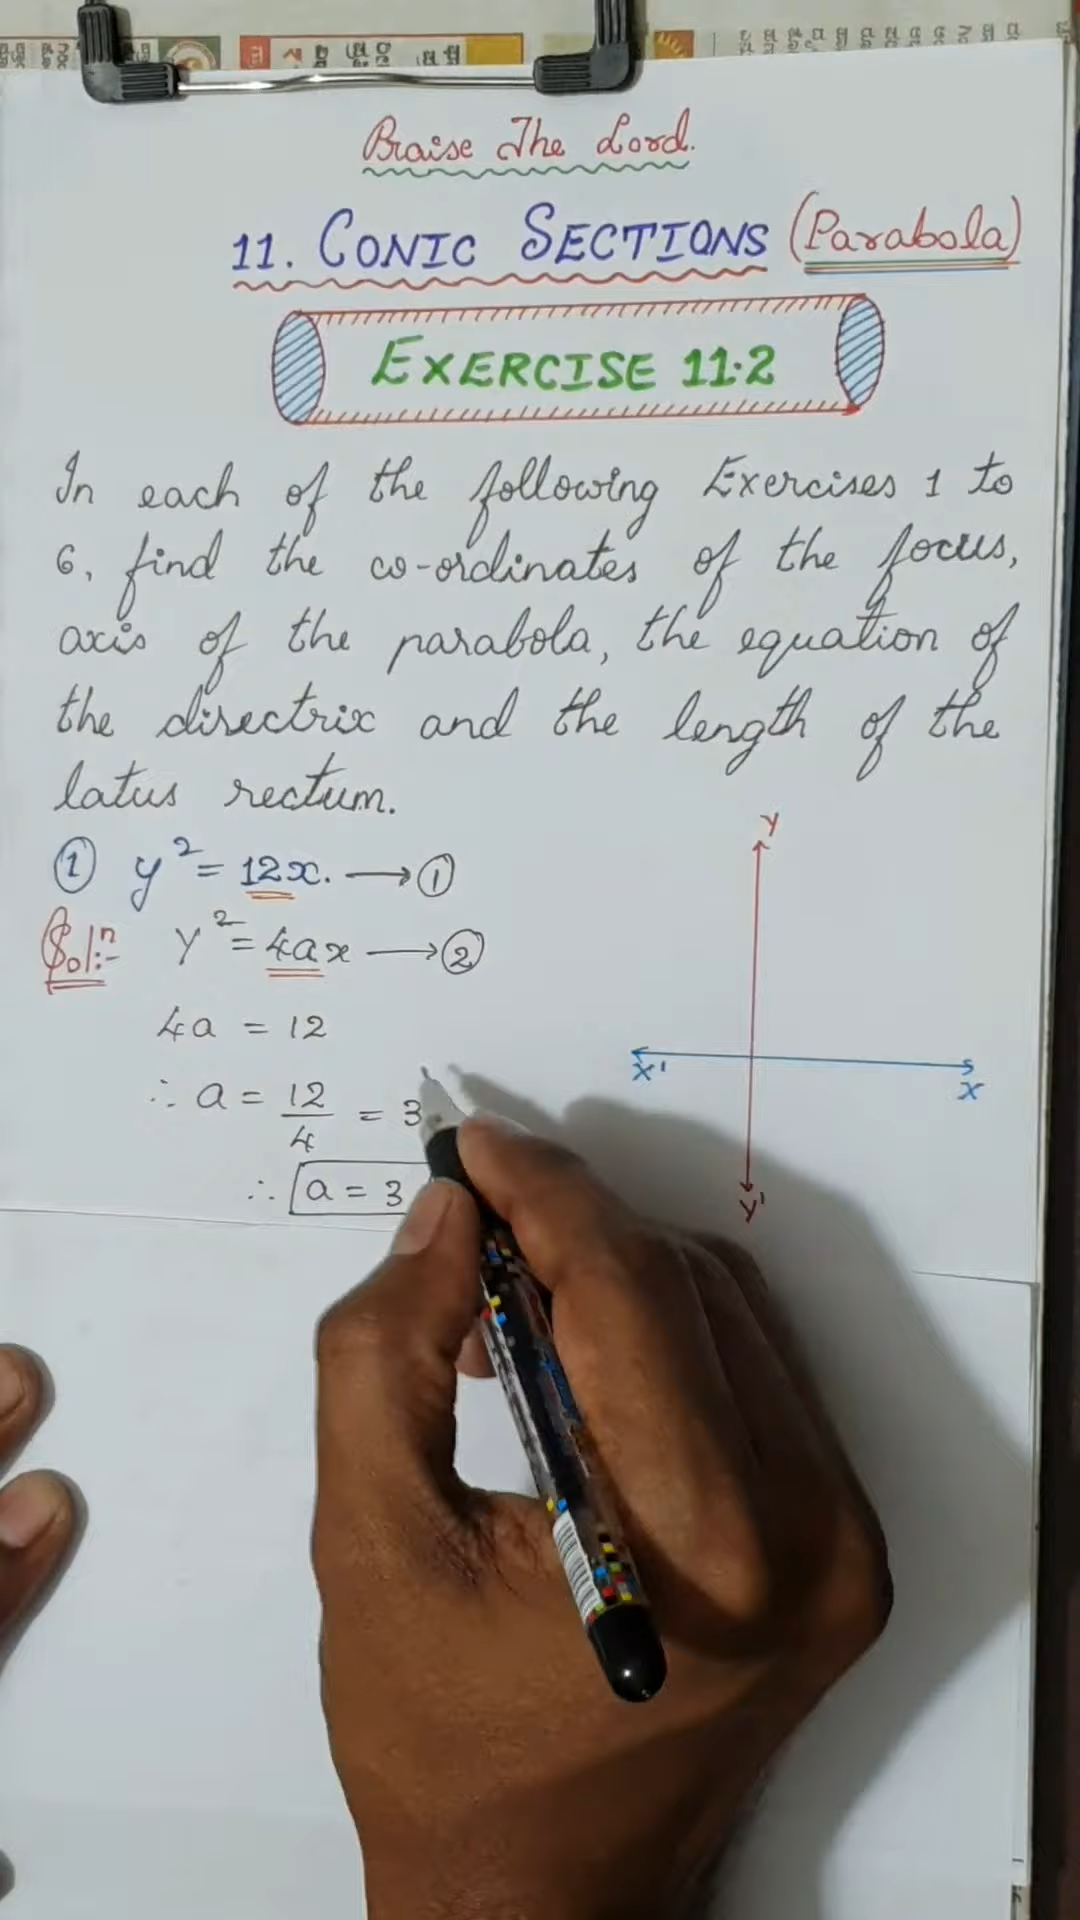 Praise The Lord.
11. CONIC SECTIONS (Parabola)
EXERCISE 11.2
In each of the following Exercises 1 to
6, find the co-ordinates of the focus,
axis of the parabola, the equation of
the directrix and the length of the
latus rectum.
① y² = 12x. → ①
Solⁿ:- Y² = 4ax → ②
4a = 12
∴ a = 12/4 = 3
∴ a = 3
Y
X'
X
Y'